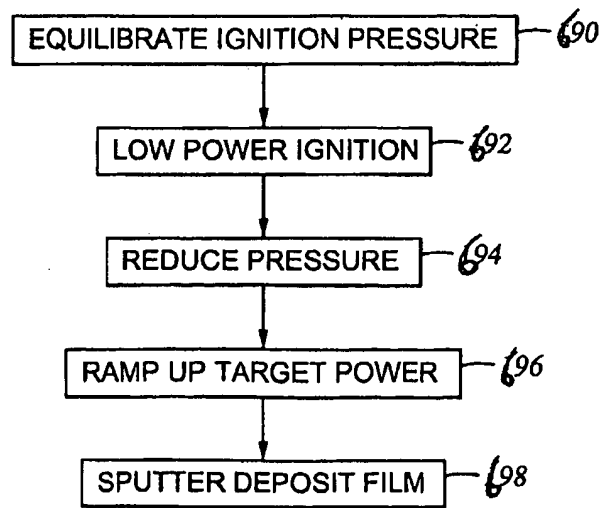 EQUILIBRATE IGNITION PRESSURE 690
LOW POWER IGNITION 692
REDUCE PRESSURE 694
RAMP UP TARGET POWER 696
SPUTTER DEPOSIT FILM 698